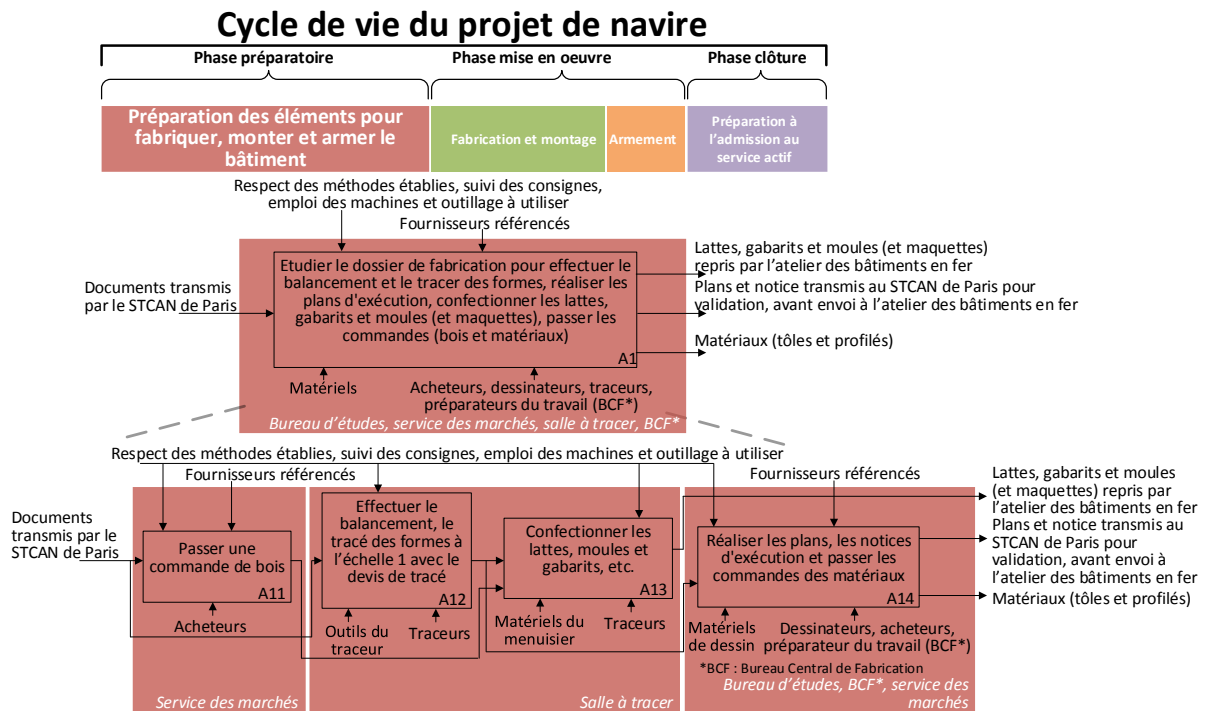 Cycle de vie du projet de navire
Phase préparatoire
Phase mise en oeuvre
Phase clôture
Préparation des éléments pour
fabriquer, monter et armer le
bâtiment
Fabrication et montage
Armement
Préparation à
l'admission au
service actif
Respect des méthodes établies, suivi des consignes,
emploi des machines et outillage à utiliser
Fournisseurs référencés
Documents transmis
par le STCAN de Paris
Etudier le dossier de fabrication pour effectuer le
balancement et le tracer des formes, réaliser les
plans d'exécution, confectionner les lattes,
gabarits et moules (et maquettes), passer les
commandes (bois et matériaux)
A1
Lattes, gabarits et moules (et maquettes)
repris par l'atelier des bâtiments en fer
Plans et notice transmis au STCAN de Paris pour
validation, avant envoi à l'atelier des bâtiments en fer
Matériaux (tôles et profilés)
Matériels
Acheteurs, dessinateurs, traceurs,
préparateurs du travail (BCF*)
Bureau d'études, service des marchés, salle à tracer, BCF*
Respect des méthodes établies, suivi des consignes, emploi des machines et outillage à utiliser
Fournisseurs référencés
Fournisseurs référencés
Documents
transmis par le
STCAN de Paris
Passer une
commande de bois
A11
Acheteurs
Service des marchés
Effectuer le
balancement, le
tracé des formes à
l'échelle 1 avec le
devis de tracé
A12
Outils du
traceur
Traceurs
Confectionner les
lattes, moules et
gabarits, etc.
A13
Matériels du
menuisier
Traceurs
Salle à tracer
Réaliser les plans, les notices
d'exécution et passer les
commandes des matériaux
A14
Matériels
de dessin
Dessinateurs, acheteurs,
préparateur du travail (BCF*)
*BCF : Bureau Central de Fabrication
Bureau d'études, BCF*, service des
marchés
Lattes, gabarits et moules
(et maquettes) repris par
l'atelier des bâtiments en fer
Plans et notice transmis au
STCAN de Paris pour
validation, avant envoi à
l'atelier des bâtiments en fer
Matériaux (tôles et profilés)